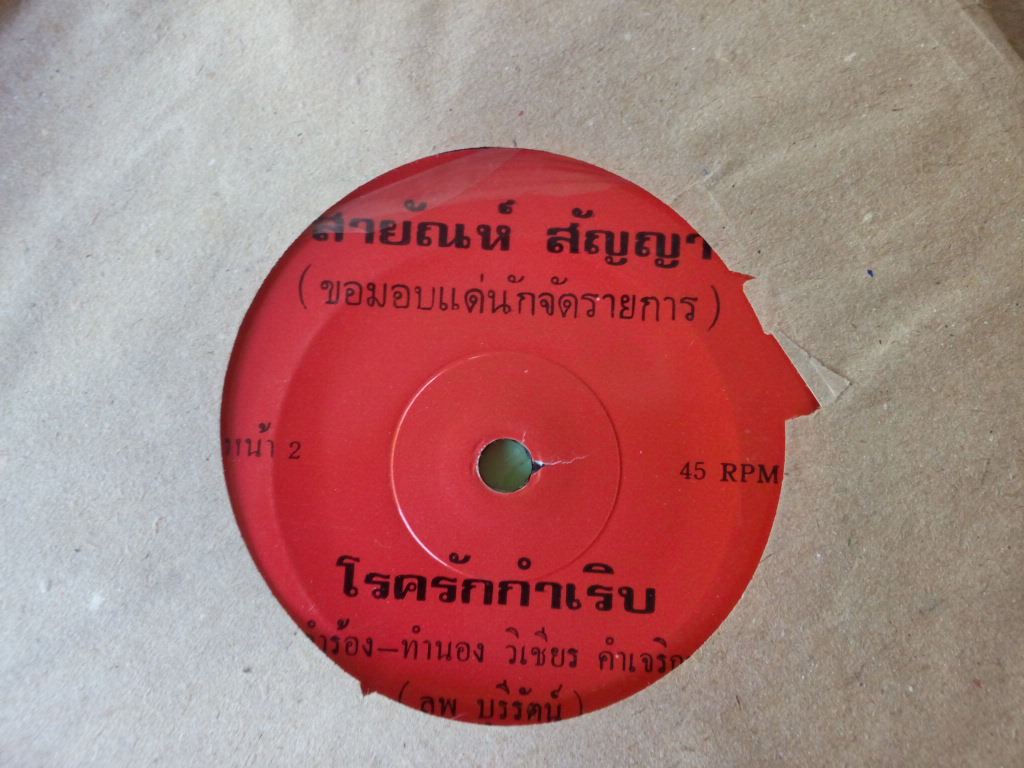 สายัณห์ สัญญา
(ขอมอบแด่นักจัดรายการ)
หน้า 2
45 RPM
โรครักกำเริบ
คำร้อง-ทำนอง วิเชียร คำเจริญ
(ลพ บุรีรัตน์)